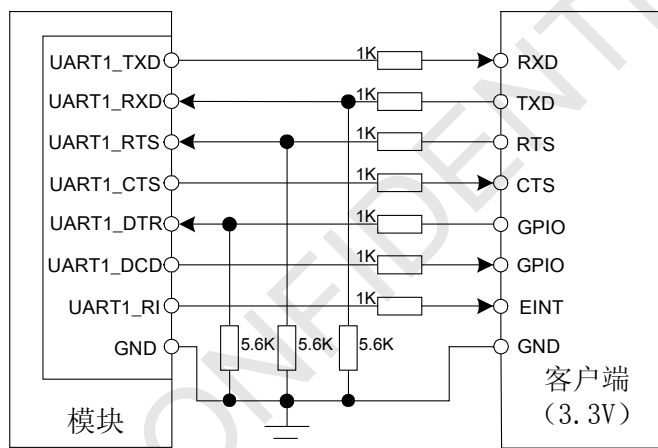 UART1_TXD 1K RXD
UART1_RXD 1K TXD
UART1_RTS 1K RTS
UART1_CTS 1K CTS
UART1_DTR 1K GPIO
UART1_DCD 1K GPIO
UART1_RI 1K EINT
GND 5.6K 5.6K 5.6K GND
模块
客户端
(3.3V)
ONFIDENTI